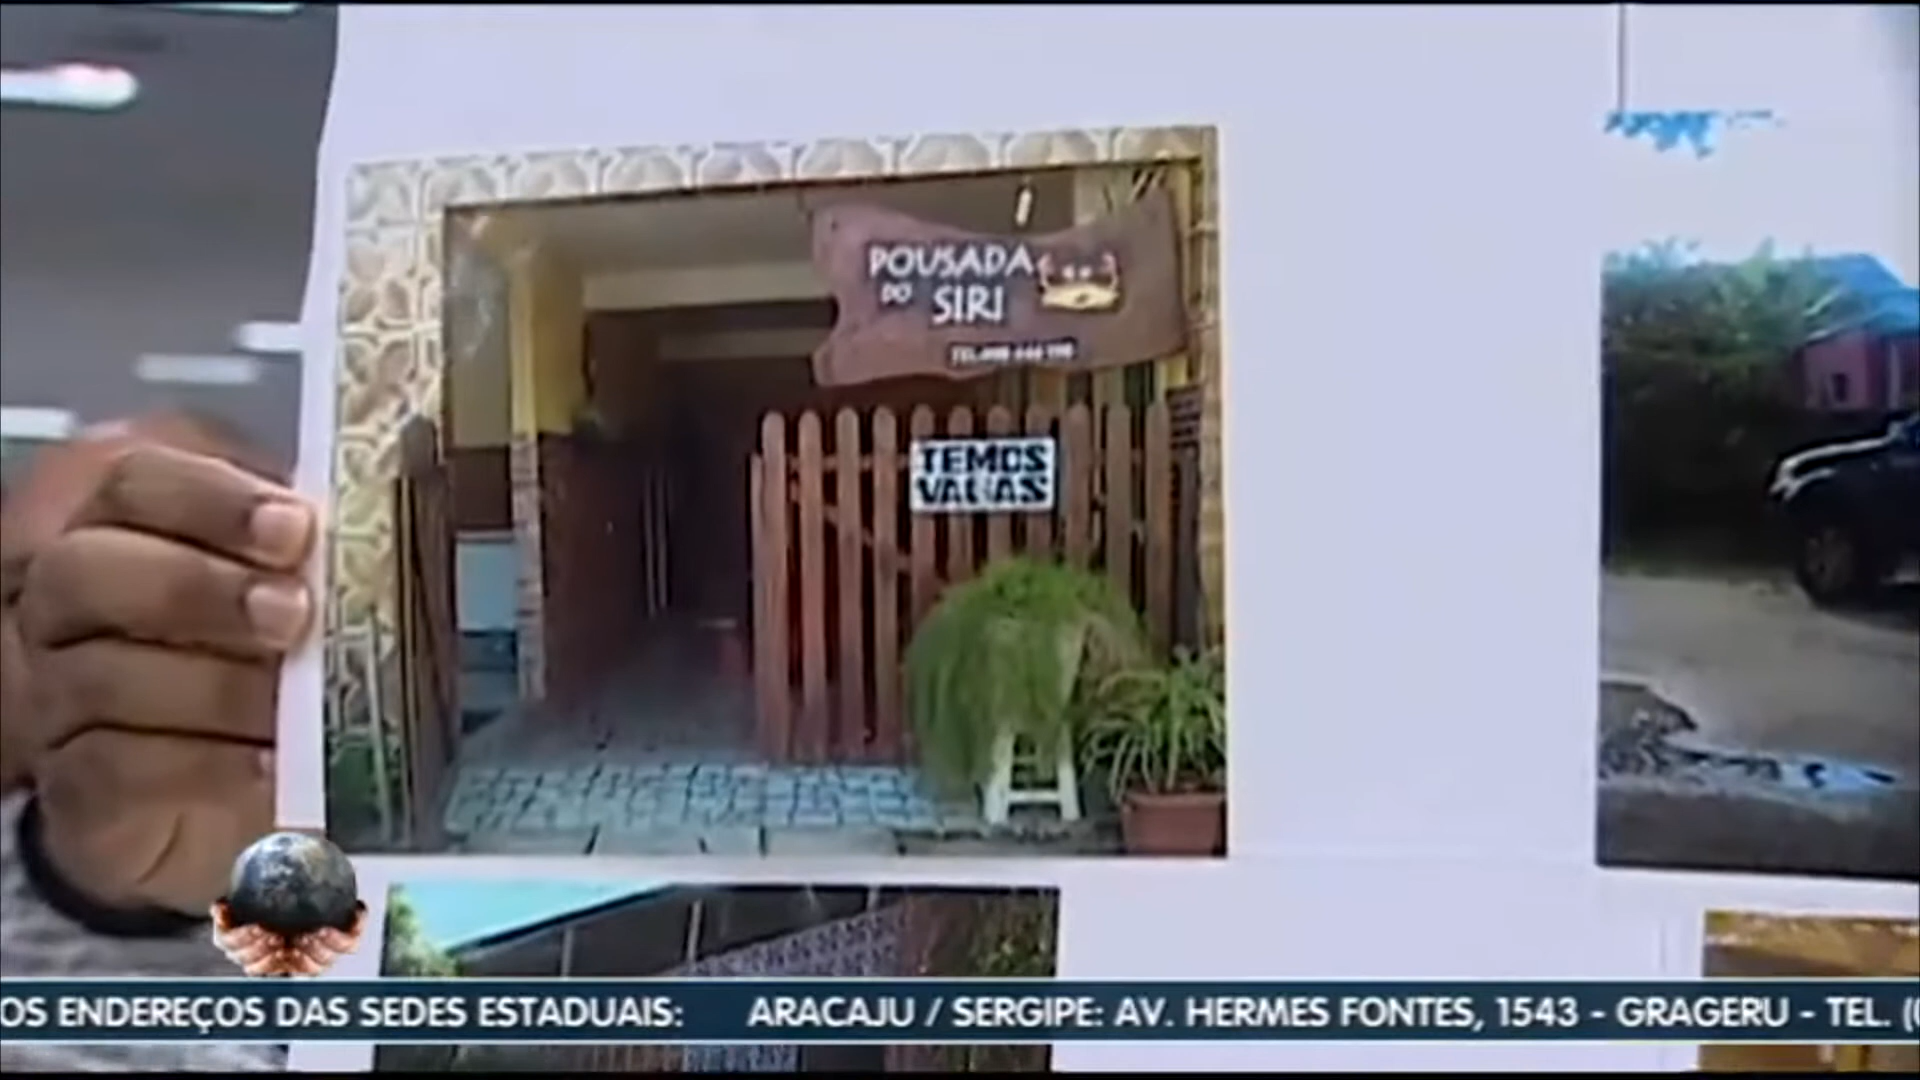 POUSADA
DO SIRI
TEMOS
VAGAS
OS ENDEREÇOS DAS SEDES ESTADUAIS: ARACAJU / SERGIPE: AV. HERMES FONTES, 1543 - GRAGERU - TEL. (